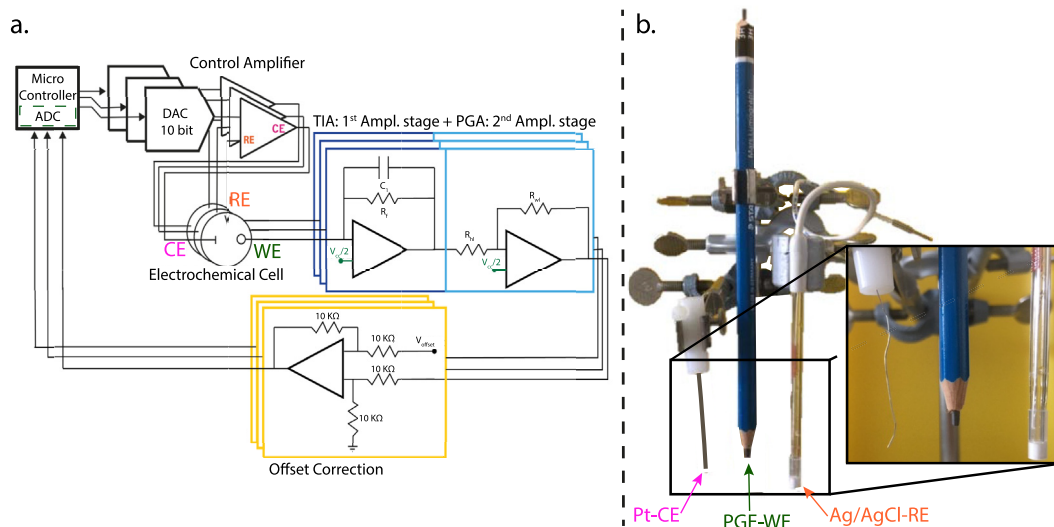 a.
b.
Control Amplifier
Micro
Controller
ADC
DAC
10 bit
CE
RE
TIA: 1st Ampl. stage + PGA: 2nd Ampl. stage
RE
CE
WE
Electrochemical Cell
Rf
Vcc/2
Rwl
Rhl
Vcc/2
10 KΩ
10 KΩ
Voffset
10 KΩ
10 KΩ
Offset Correction
Pt-CE
PGE-WE
Ag/AgCl-RE